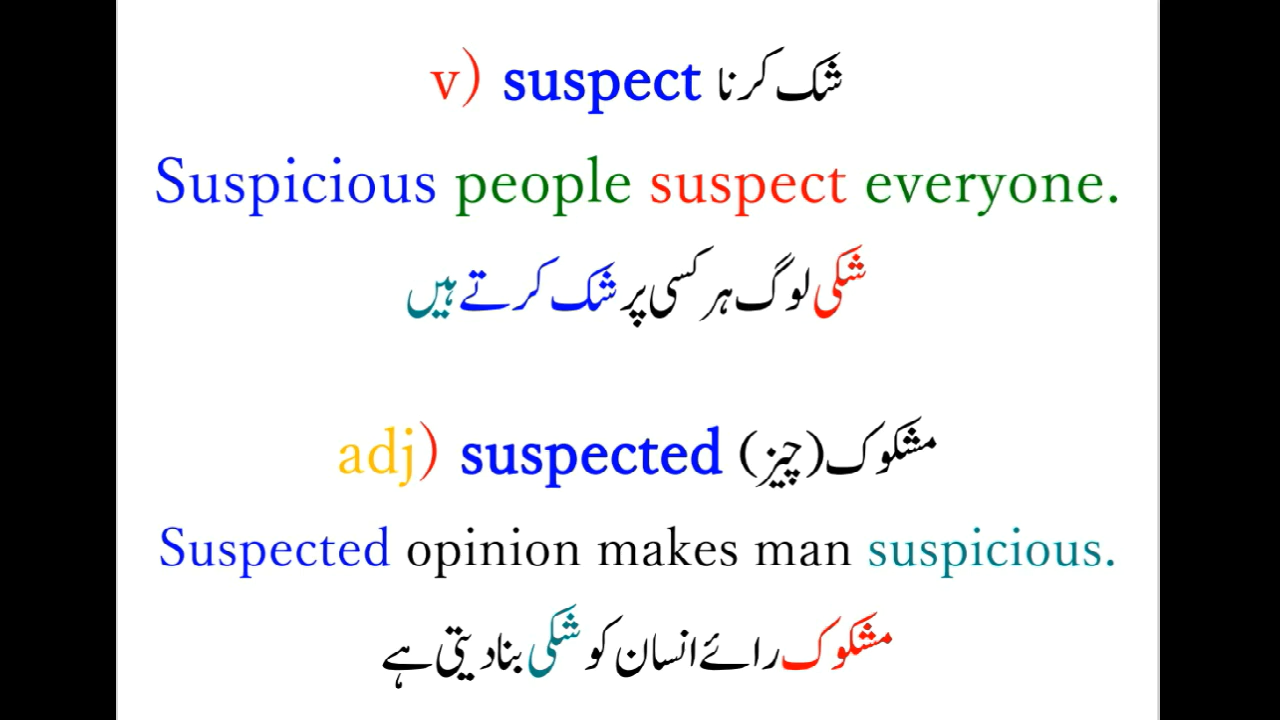 v) suspect شک کرنا
Suspicious people suspect everyone.
شکی لوگ ہر کسی پر شک کرتے ہیں
adj) suspected مشکوک (چیز)
Suspected opinion makes man suspicious.
مشکوک رائے انسان کو شکی بنا دیتی ہے